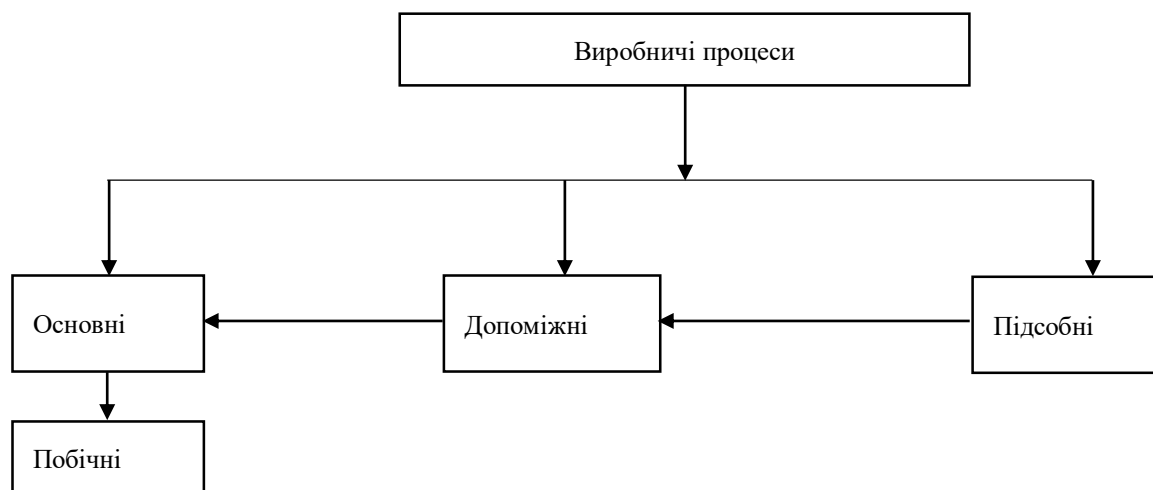 Виробничі процеси
Основні
Допоміжні
Підсобні
Побічні